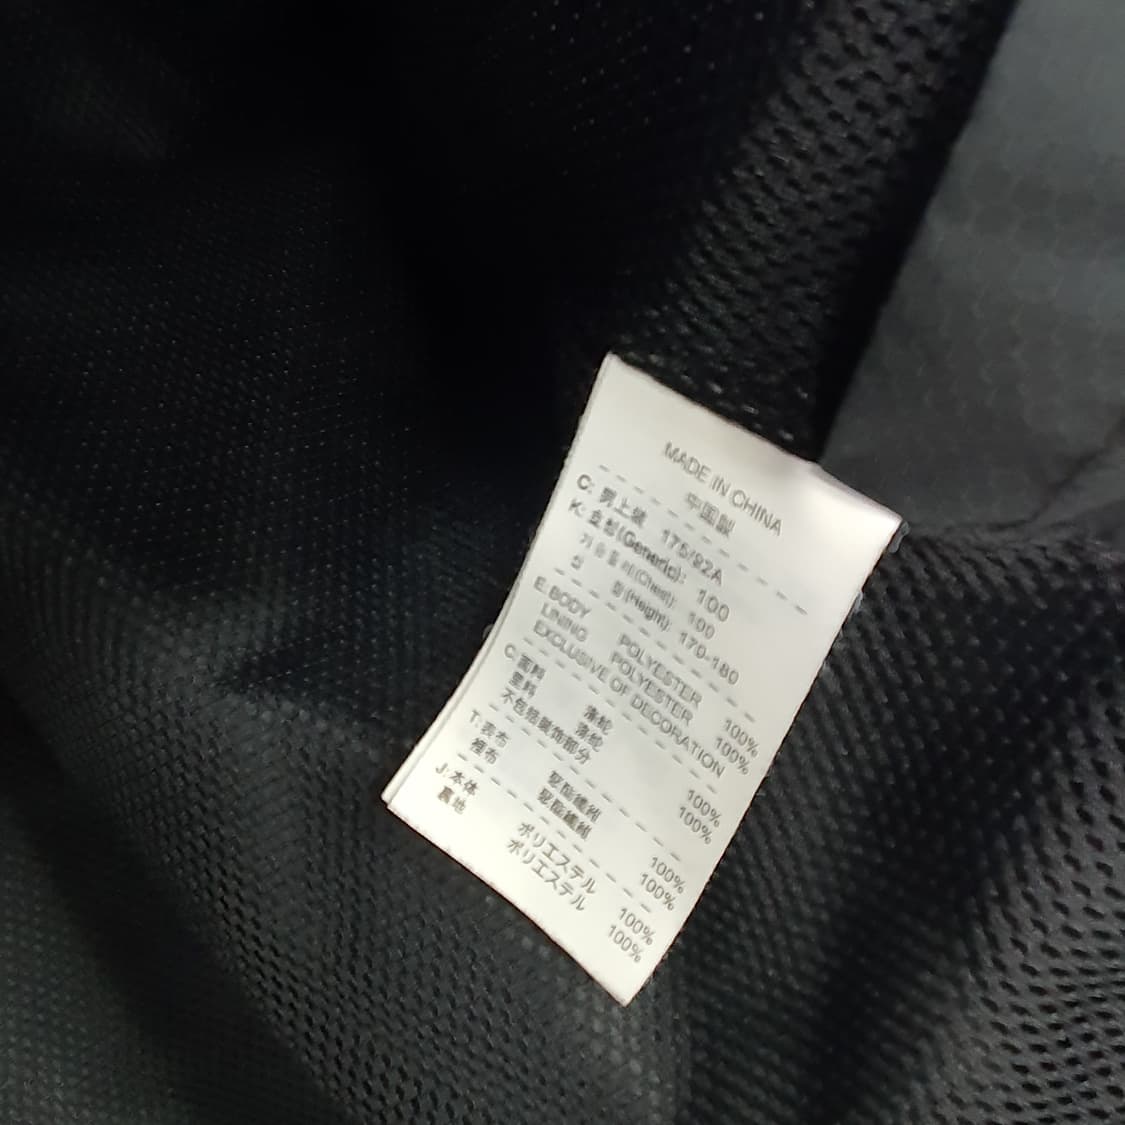 MADE IN CHINA
中国製
C: 男上装 175/92A
K: 호칭(Generic): 100
가슴둘레(Chest): 100
신 장(Height): 170-180
E: BODY POLYESTER 100%
LINING POLYESTER 100%
EXCLUSIVE OF DECORATION
C: 面料 涤纶 100%
里料 涤纶 100%
不包括装饰部分
T: 表布 聚酯纖維 100%
裡布 聚酯纖維 100%
J: 本体 ポリエステル 100%
裏地 ポリエステル 100%